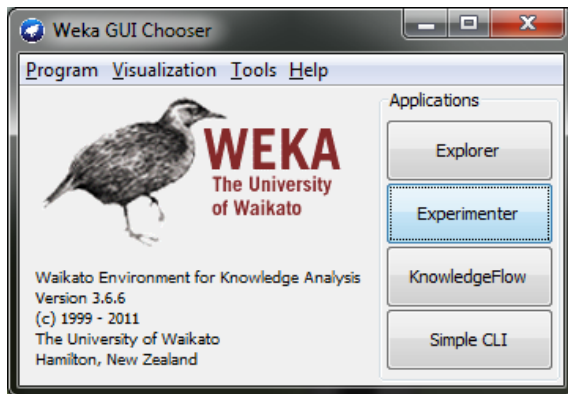 Weka GUI Chooser
Program Visualization Tools Help
WEKA
The University
of Waikato
Waikato Environment for Knowledge Analysis
Version 3.6.6
(c) 1999 - 2011
The University of Waikato
Hamilton, New Zealand
Applications
Explorer
Experimenter
KnowledgeFlow
Simple CLI